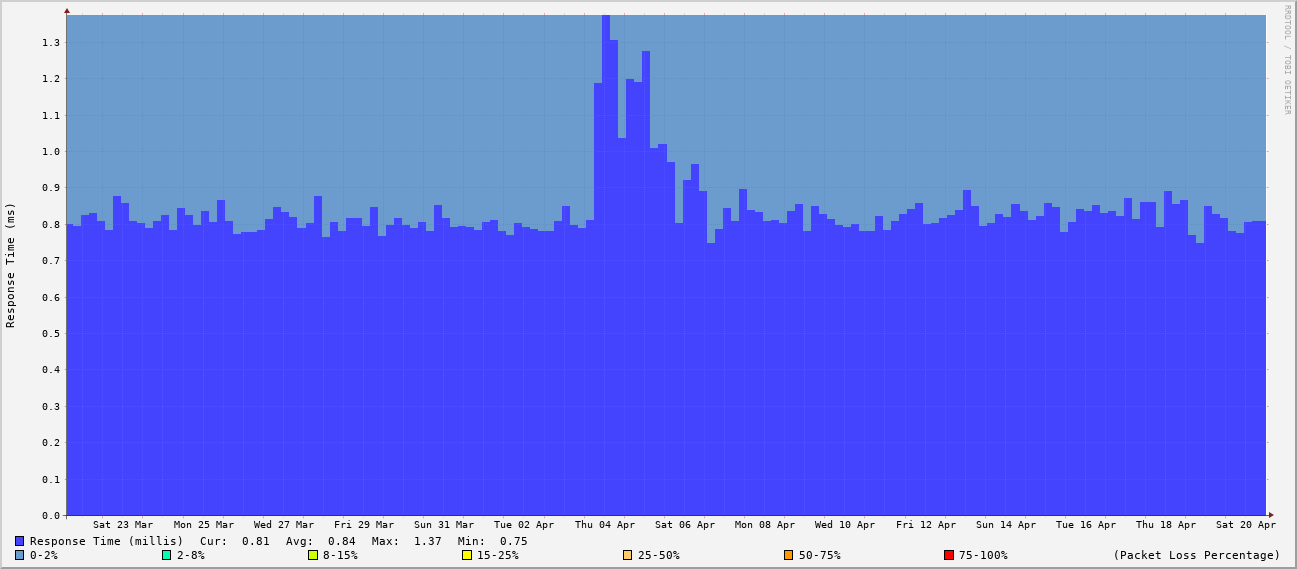 RRDTOOL / TOBI OETIKER
Response Time (ms)
1.3
1.2
1.1
1.0
0.9
0.8
0.7
0.6
0.5
0.4
0.3
0.2
0.1
0.0
Sat 23 Mar Mon 25 Mar Wed 27 Mar Fri 29 Mar Sun 31 Mar Tue 02 Apr Thu 04 Apr Sat 06 Apr Mon 08 Apr Wed 10 Apr Fri 12 Apr Sun 14 Apr Tue 16 Apr Thu 18 Apr Sat 20 Apr
Response Time (millis) Cur: 0.81 Avg: 0.84 Max: 1.37 Min: 0.75
0-2% 2-8% 8-15% 15-25% 25-50% 50-75% 75-100% (Packet Loss Percentage)